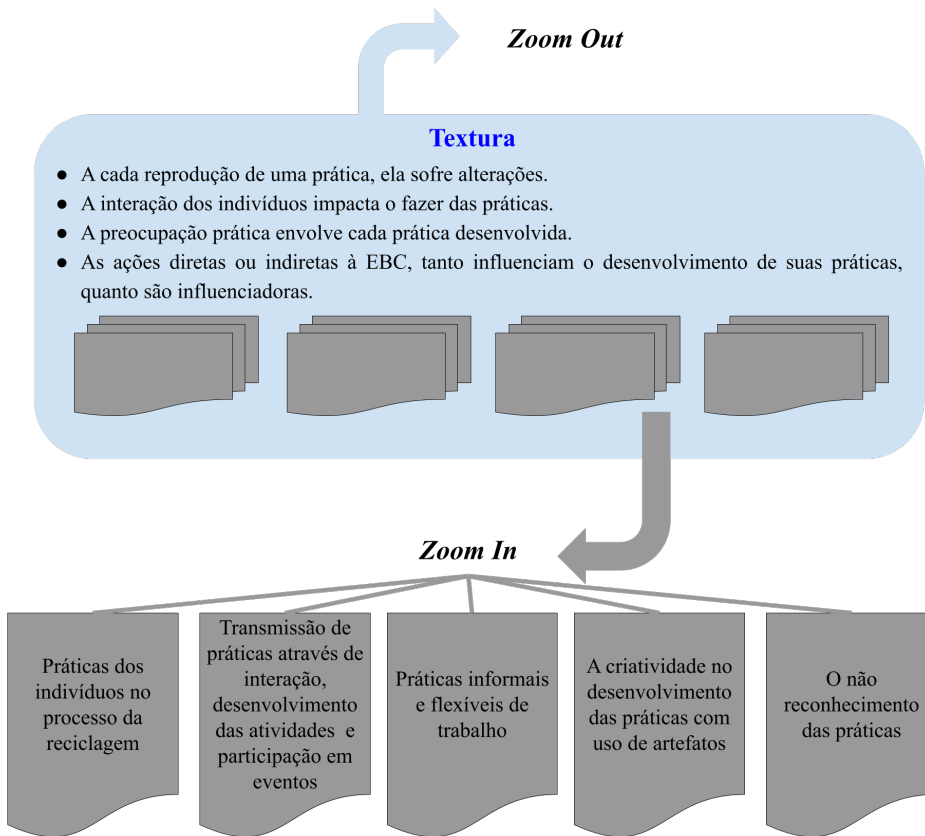 Zoom Out
Textura
● A cada reprodução de uma prática, ela sofre alterações.
● A interação dos indivíduos impacta o fazer das práticas.
● A preocupação prática envolve cada prática desenvolvida.
● As ações diretas ou indiretas à EBC, tanto influenciam o desenvolvimento de suas práticas,
quanto são influenciadoras.
Zoom In
Práticas dos
indivíduos no
processo da
reciclagem
Transmissão de
práticas através de
interação,
desenvolvimento
das atividades e
participação em
eventos
Práticas informais
e flexíveis de
trabalho
A criatividade no
desenvolvimento
das práticas com
uso de artefatos
O não
reconhecimento
das práticas